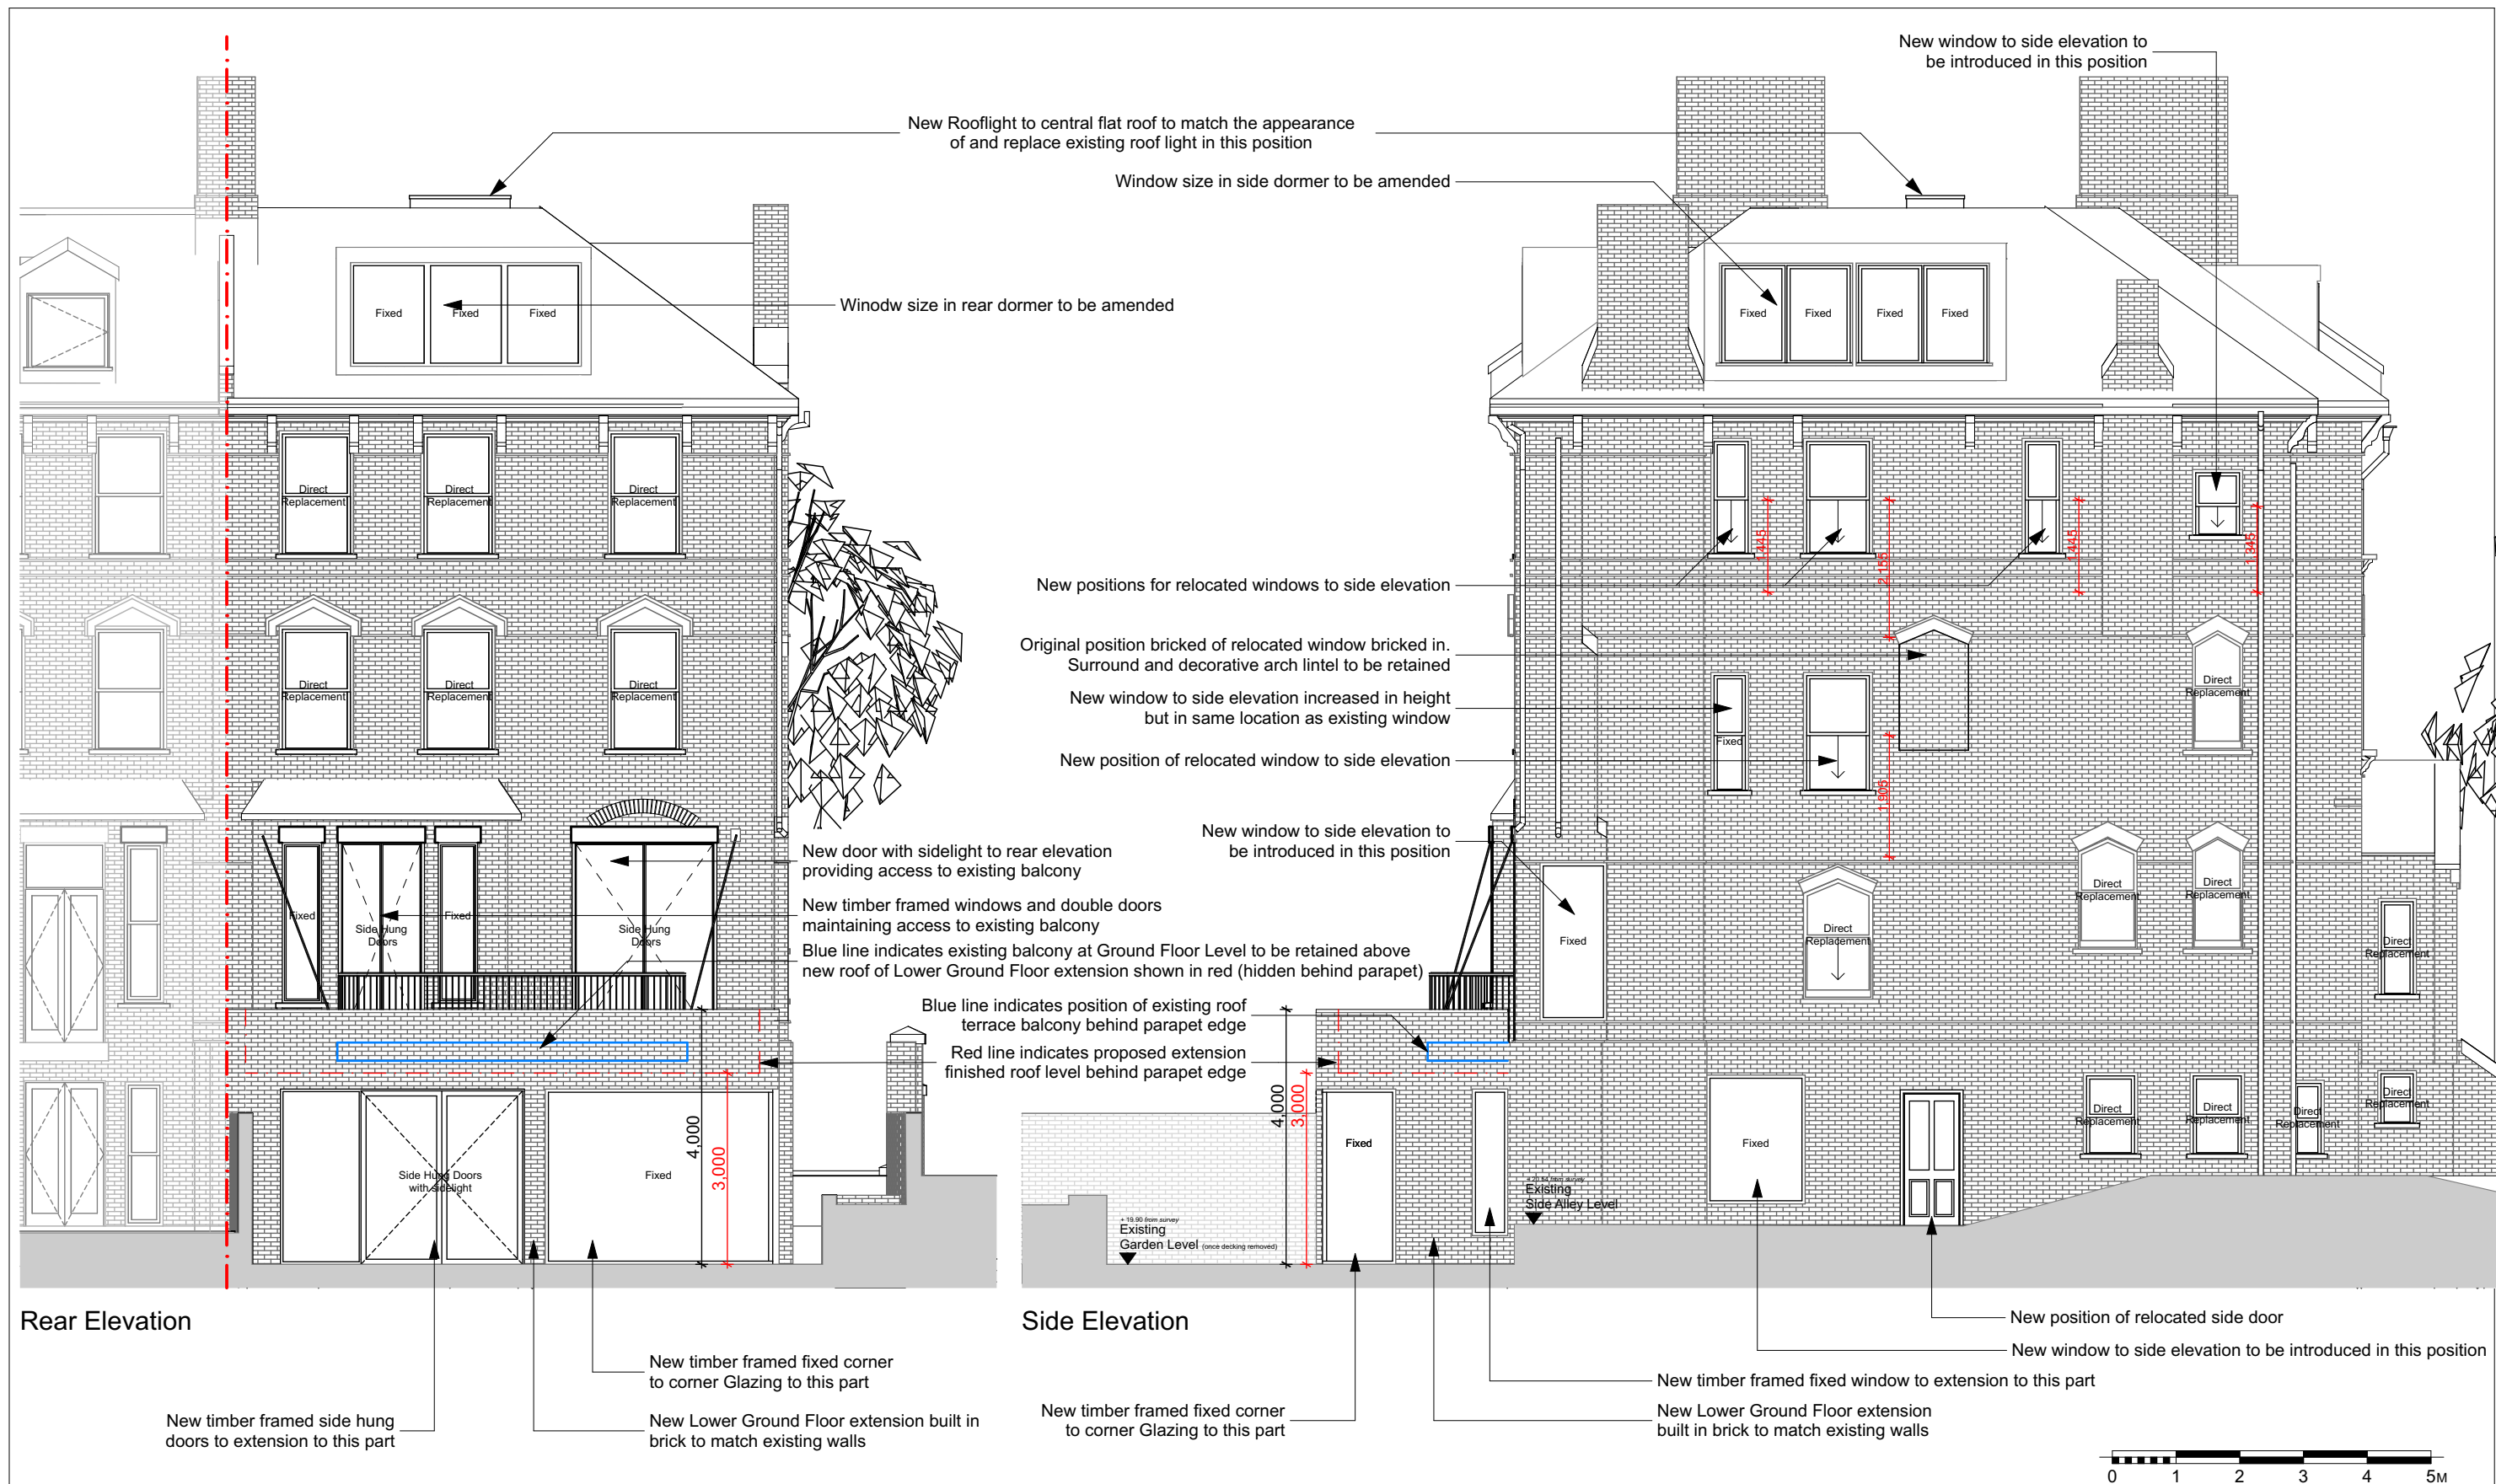 New window to side elevation to
be introduced in this position
New Rooflight to central flat roof to match the appearance
of and replace existing roof light in this position
Window size in side dormer to be amended
Winodw size in rear dormer to be amended
Fixed
Fixed
Fixed
Fixed
Fixed
Fixed
Fixed
Direct
Replacement
Direct
Replacement
Direct
Replacement
1,445
2,155
1,445
1,345
New positions for relocated windows to side elevation
Original position bricked of relocated window bricked in.
Surround and decorative arch lintel to be retained
New window to side elevation increased in height
but in same location as existing window
New position of relocated window to side elevation
Direct
Replacement
Direct
Replacement
Direct
Replacement
Direct
Replacement
Fixed
1,905
New window to side elevation to
be introduced in this position
New door with sidelight to rear elevation
providing access to existing balcony
New timber framed windows and double doors
maintaining access to existing balcony
Blue line indicates existing balcony at Ground Floor Level to be retained above
new roof of Lower Ground Floor extension shown in red (hidden behind parapet)
Fixed
Side Hung
Doors
Fixed
Side Hung
Doors
Fixed
Direct
Replacement
Direct
Replacement
Direct
Replacement
Direct
Replacement
Blue line indicates position of existing roof
terrace balcony behind parapet edge
Red line indicates proposed extension
finished roof level behind parapet edge
4,000
3,000
4,000
3,000
Side Hung Doors
with sidelight
Fixed
Fixed
Fixed
Direct
Replacement
Direct
Replacement
Direct
Replacement
Direct
Replacement
+ 20.54 from survey
Existing
Side Alley Level
+ 19.90 from survey
Existing
Garden Level (once decking removed)
Rear Elevation
Side Elevation
New position of relocated side door
New window to side elevation to be introduced in this position
New timber framed fixed corner
to corner Glazing to this part
New timber framed fixed window to extension to this part
New timber framed side hung
doors to extension to this part
New Lower Ground Floor extension built in
brick to match existing walls
New timber framed fixed corner
to corner Glazing to this part
New Lower Ground Floor extension
built in brick to match existing walls
0 1 2 3 4 5M